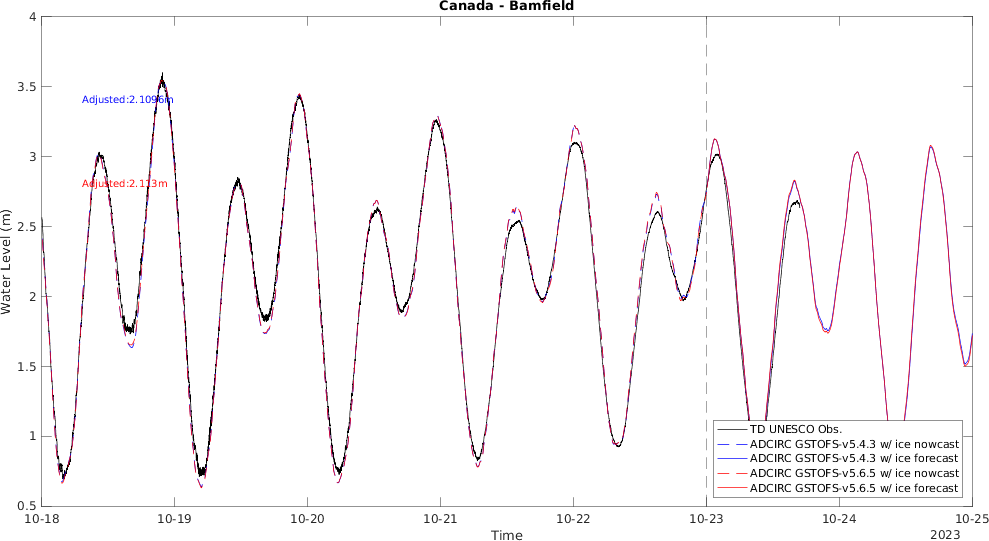 Canada - Bamfield
4
3.5
3
2.5
2
1.5
1
0.5
Water Level (m)
Adjusted:2.1096m
Adjusted:2.113m
TD UNESCO Obs.
ADCIRC GSTOFS-v5.4.3 w/ ice nowcast
ADCIRC GSTOFS-v5.4.3 w/ ice forecast
ADCIRC GSTOFS-v5.6.5 w/ ice nowcast
ADCIRC GSTOFS-v5.6.5 w/ ice forecast
10-18 10-19 10-20 10-21 10-22 10-23 10-24 10-25
Time
2023